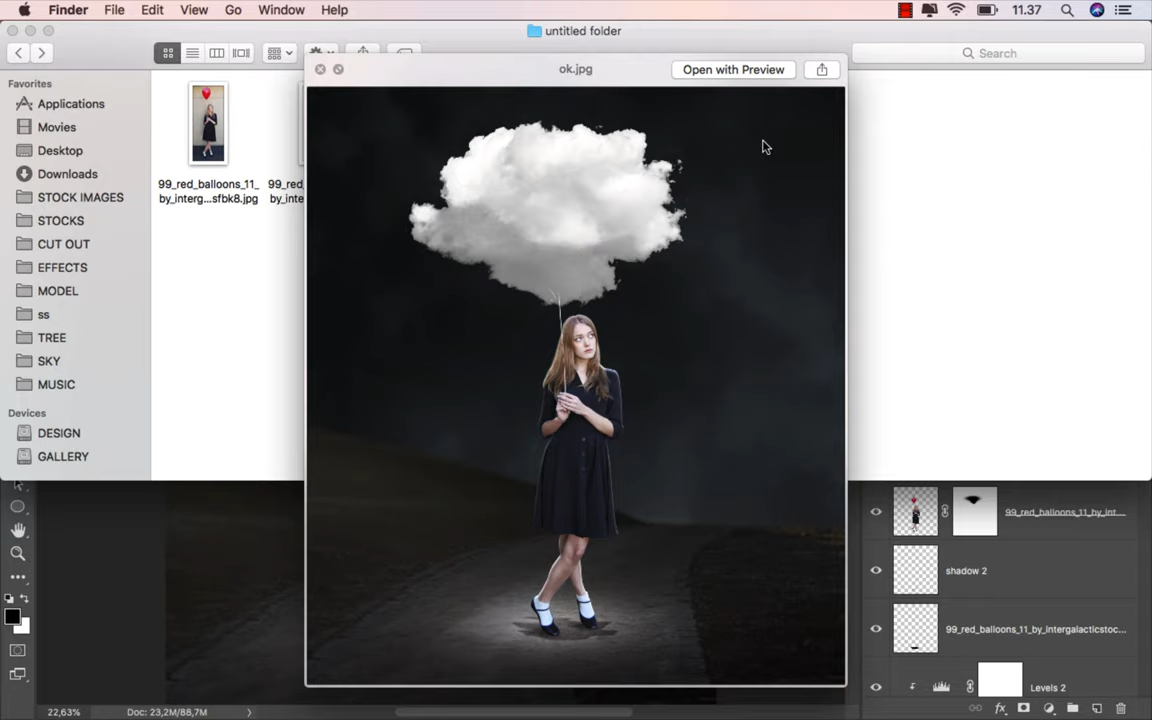 Finder File Edit View Go Window Help 11.37
untitled folder
Search
ok.jpg
Open with Preview
Favorites
Applications
Movies
Desktop
Downloads
STOCK IMAGES
STOCKS
CUT OUT
EFFECTS
MODEL
ss
TREE
SKY
MUSIC
Devices
DESIGN
GALLERY
99_red_balloons_11_
by_interg...sfbk8.jpg
99_red
by_inte
99_red_balloons_11_by_int...
shadow 2
99_red_balloons_11_by_intergalacticstoc...
Levels 2
fx
22,63% Doc: 23,2M/88,7M